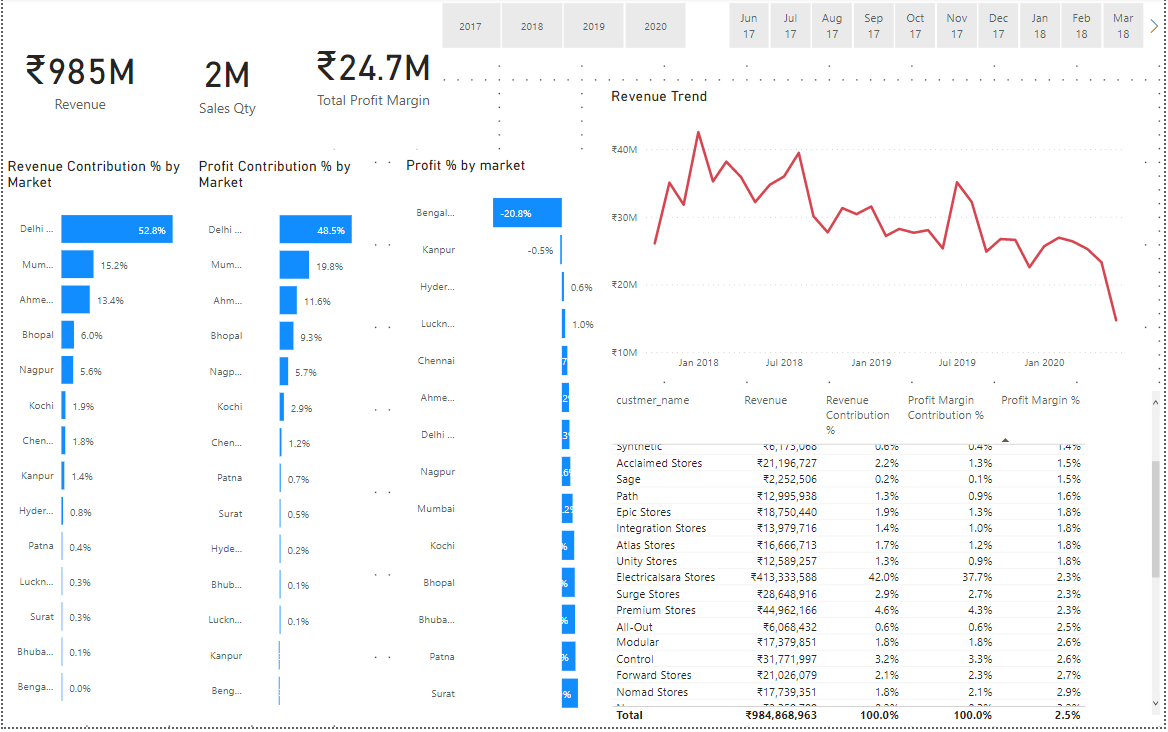 2017 2018 2019 2020
Jun 17 Jul 17 Aug 17 Sep 17 Oct 17 Nov 17 Dec 17 Jan 18 Feb 18 Mar 18
₹985M
Revenue
2M
Sales Qty
₹24.7M
Total Profit Margin
Revenue Contribution % by
Market
Delhi ... 52.8%
Mum... 15.2%
Ahme... 13.4%
Bhopal 6.0%
Nagpur 5.6%
Kochi 1.9%
Chen... 1.8%
Kanpur 1.4%
Hyder... 0.8%
Patna 0.4%
Luckn... 0.3%
Surat 0.3%
Bhuba... 0.1%
Benga... 0.0%
Profit Contribution % by
Market
Delhi ... 48.5%
Mum... 19.8%
Ahm... 11.6%
Bhopal 9.3%
Nagp... 5.7%
Kochi 2.9%
Chen... 1.2%
Patna 0.7%
Surat 0.5%
Hyde... 0.2%
Bhub... 0.1%
Luckn... 0.1%
Kanpur
Beng...
Profit % by market
Bengal... -20.8%
Kanpur -0.5%
Hyder... 0.6%
Luckn... 1.0%
Chennai
Ahme...
Delhi ...
Nagpur
Mumbai
Kochi %
Bhopal %
Bhuba... %
Patna %
Surat %
Revenue Trend
₹40M
₹30M
₹20M
₹10M
Jan 2018 Jul 2018 Jan 2019 Jul 2019 Jan 2020
custmer_name Revenue Revenue Contribution % Profit Margin Contribution % Profit Margin %
Synthetic ₹6,173,068 0.6% 0.4% 1.4%
Acclaimed Stores ₹21,196,727 2.2% 1.3% 1.5%
Sage ₹2,252,506 0.2% 0.1% 1.5%
Path ₹12,995,938 1.3% 0.9% 1.6%
Epic Stores ₹18,750,440 1.9% 1.3% 1.8%
Integration Stores ₹13,979,716 1.4% 1.0% 1.8%
Atlas Stores ₹16,666,713 1.7% 1.2% 1.8%
Unity Stores ₹12,589,257 1.3% 0.9% 1.8%
Electricalsara Stores ₹413,333,588 42.0% 37.7% 2.3%
Surge Stores ₹28,648,916 2.9% 2.7% 2.3%
Premium Stores ₹44,962,166 4.6% 4.3% 2.3%
All-Out ₹6,068,432 0.6% 0.6% 2.5%
Modular ₹17,379,851 1.8% 1.8% 2.6%
Control ₹31,771,997 3.2% 3.3% 2.6%
Forward Stores ₹21,026,079 2.1% 2.3% 2.7%
Nomad Stores ₹17,739,351 1.8% 2.1% 2.9%
Total ₹984,868,963 100.0% 100.0% 2.5%